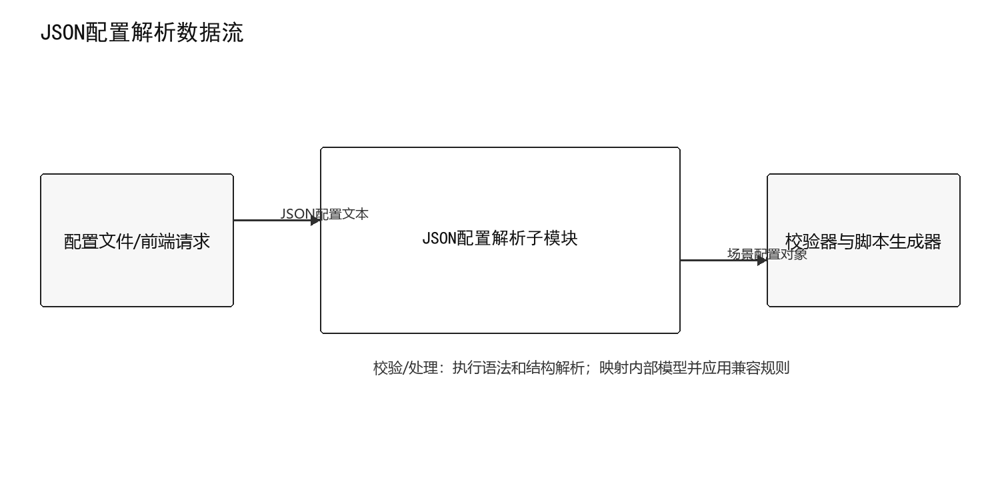 JSON配置解析数据流
JSON配置文本
配置文件/前端请求
JSON配置解析子模块
校验器与脚本生成器
场景配置对象
校验/处理：执行语法和结构解析；映射内部模型并应用兼容规则